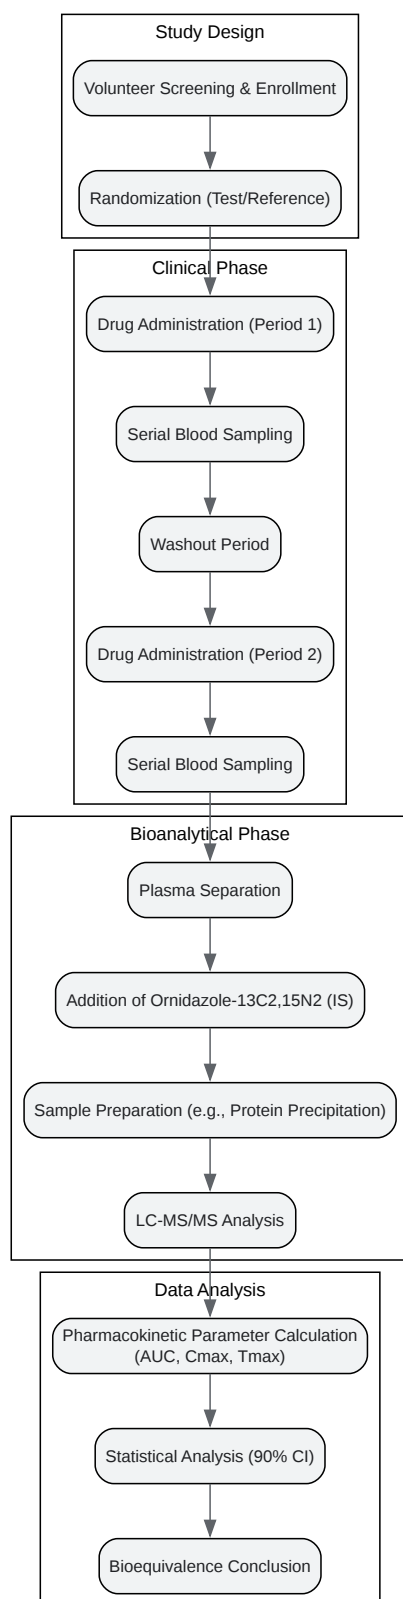 Study Design
Volunteer Screening & Enrollment
Randomization (Test/Reference)
Clinical Phase
Drug Administration (Period 1)
Serial Blood Sampling
Washout Period
Drug Administration (Period 2)
Serial Blood Sampling
Bioanalytical Phase
Plasma Separation
Addition of Ornidazole-13C2,15N2 (IS)
Sample Preparation (e.g., Protein Precipitation)
LC-MS/MS Analysis
Data Analysis
Pharmacokinetic Parameter Calculation
(AUC, Cmax, Tmax)
Statistical Analysis (90% CI)
Bioequivalence Conclusion